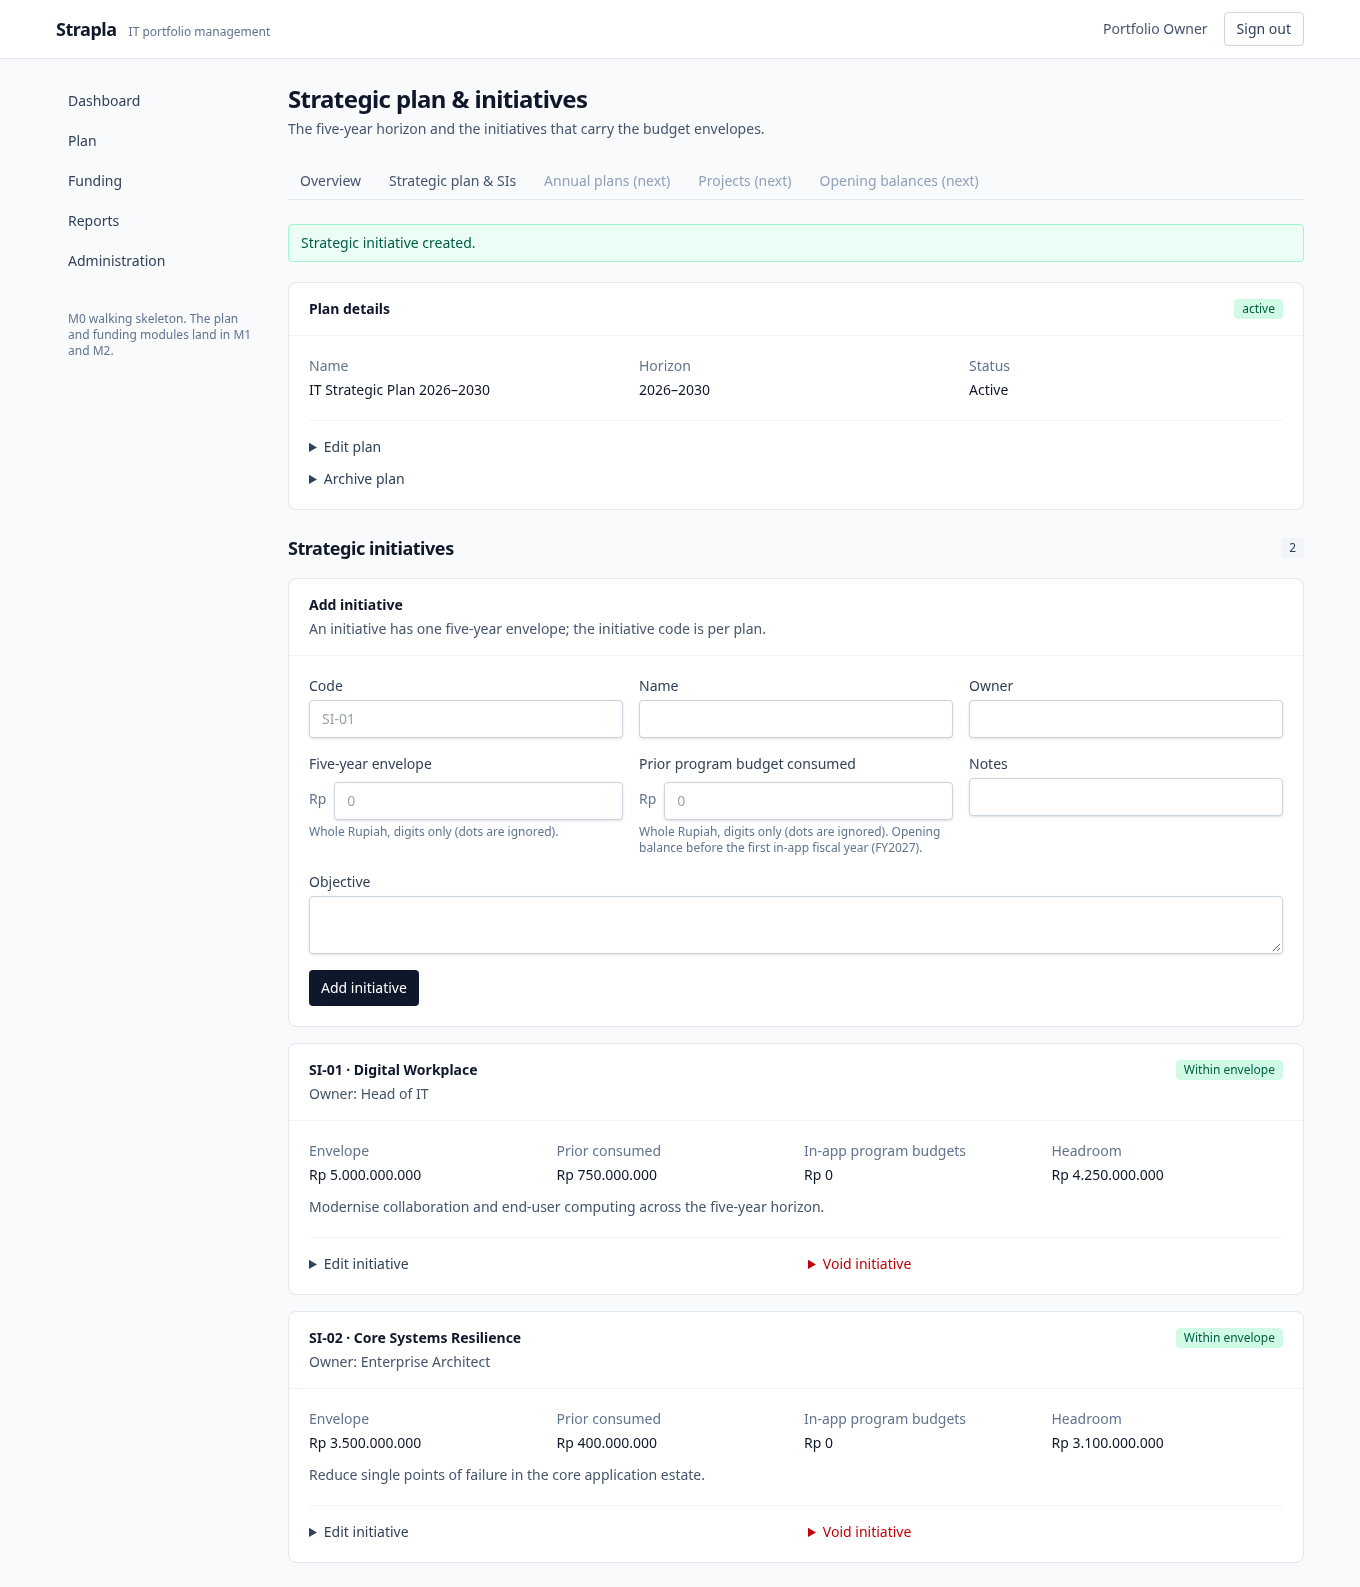 Strapla IT portfolio management Portfolio Owner Sign out
Dashboard
Plan
Funding
Reports
Administration
M0 walking skeleton. The plan
and funding modules land in M1
and M2.
Strategic plan & initiatives
The five-year horizon and the initiatives that carry the budget envelopes.
Overview Strategic plan & SIs Annual plans (next) Projects (next) Opening balances (next)
Strategic initiative created.
Plan details active
Name Horizon Status
IT Strategic Plan 2026–2030 2026–2030 Active
▶ Edit plan
▶ Archive plan
Strategic initiatives 2
Add initiative
An initiative has one five-year envelope; the initiative code is per plan.
Code Name Owner
SI-01
Five-year envelope Prior program budget consumed Notes
Rp 0 Rp 0
Whole Rupiah, digits only (dots are ignored). Whole Rupiah, digits only (dots are ignored). Opening
balance before the first in-app fiscal year (FY2027).
Objective
Add initiative
SI-01 · Digital Workplace Within envelope
Owner: Head of IT
Envelope Prior consumed In-app program budgets Headroom
Rp 5.000.000.000 Rp 750.000.000 Rp 0 Rp 4.250.000.000
Modernise collaboration and end-user computing across the five-year horizon.
▶ Edit initiative ▶ Void initiative
SI-02 · Core Systems Resilience Within envelope
Owner: Enterprise Architect
Envelope Prior consumed In-app program budgets Headroom
Rp 3.500.000.000 Rp 400.000.000 Rp 0 Rp 3.100.000.000
Reduce single points of failure in the core application estate.
▶ Edit initiative ▶ Void initiative